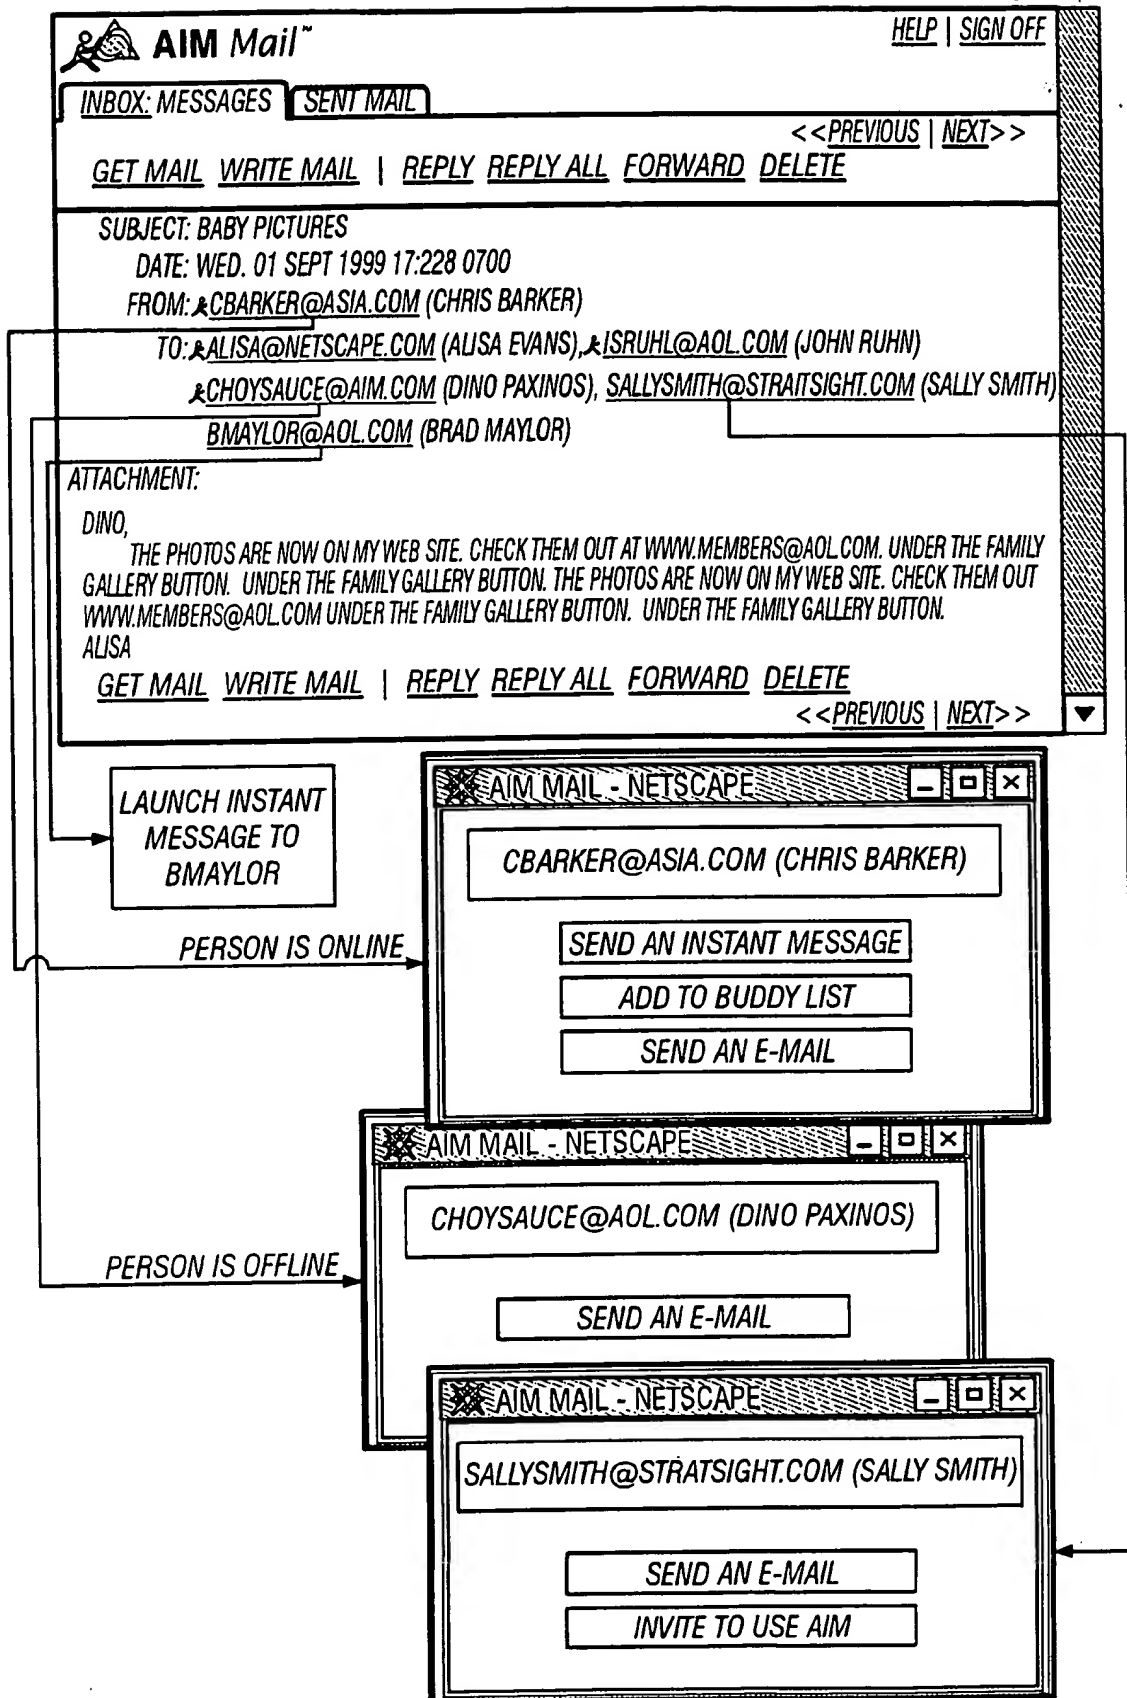 AIM Mail™
HELP | SIGN OFF
INBOX: MESSAGES SENT MAIL
<<PREVIOUS | NEXT>>
GET MAIL WRITE MAIL | REPLY REPLY ALL FORWARD DELETE
SUBJECT: BABY PICTURES
DATE: WED. 01 SEPT 1999 17:228 0700
FROM: CBARKER@ASIA.COM (CHRIS BARKER)
TO: ALISA@NETSCAPE.COM (ALISA EVANS), ISRUHL@AOL.COM (JOHN RUHN)
CHOYSAUCE@AIM.COM (DINO PAXINOS), SALLYSMITH@STRAITSIGHT.COM (SALLY SMITH)
BMAYLOR@AOL.COM (BRAD MAYLOR)
ATTACHMENT:
DINO,
THE PHOTOS ARE NOW ON MY WEB SITE. CHECK THEM OUT AT WWW.MEMBERS@AOL.COM. UNDER THE FAMILY
GALLERY BUTTON. UNDER THE FAMILY GALLERY BUTTON. THE PHOTOS ARE NOW ON MY WEB SITE. CHECK THEM OUT
WWW.MEMBERS@AOL.COM UNDER THE FAMILY GALLERY BUTTON. UNDER THE FAMILY GALLERY BUTTON.
ALISA
GET MAIL WRITE MAIL | REPLY REPLY ALL FORWARD DELETE
<<PREVIOUS | NEXT>>
LAUNCH INSTANT
MESSAGE TO
BMAYLOR
AIM MAIL - NETSCAPE
CBARKER@ASIA.COM (CHRIS BARKER)
PERSON IS ONLINE
SEND AN INSTANT MESSAGE
ADD TO BUDDY LIST
SEND AN E-MAIL
AIM MAIL - NETSCAPE
CHOYSAUCE@AOL.COM (DINO PAXINOS)
PERSON IS OFFLINE
SEND AN E-MAIL
AIM MAIL - NETSCAPE
SALLYSMITH@STRATSIGHT.COM (SALLY SMITH)
SEND AN E-MAIL
INVITE TO USE AIM